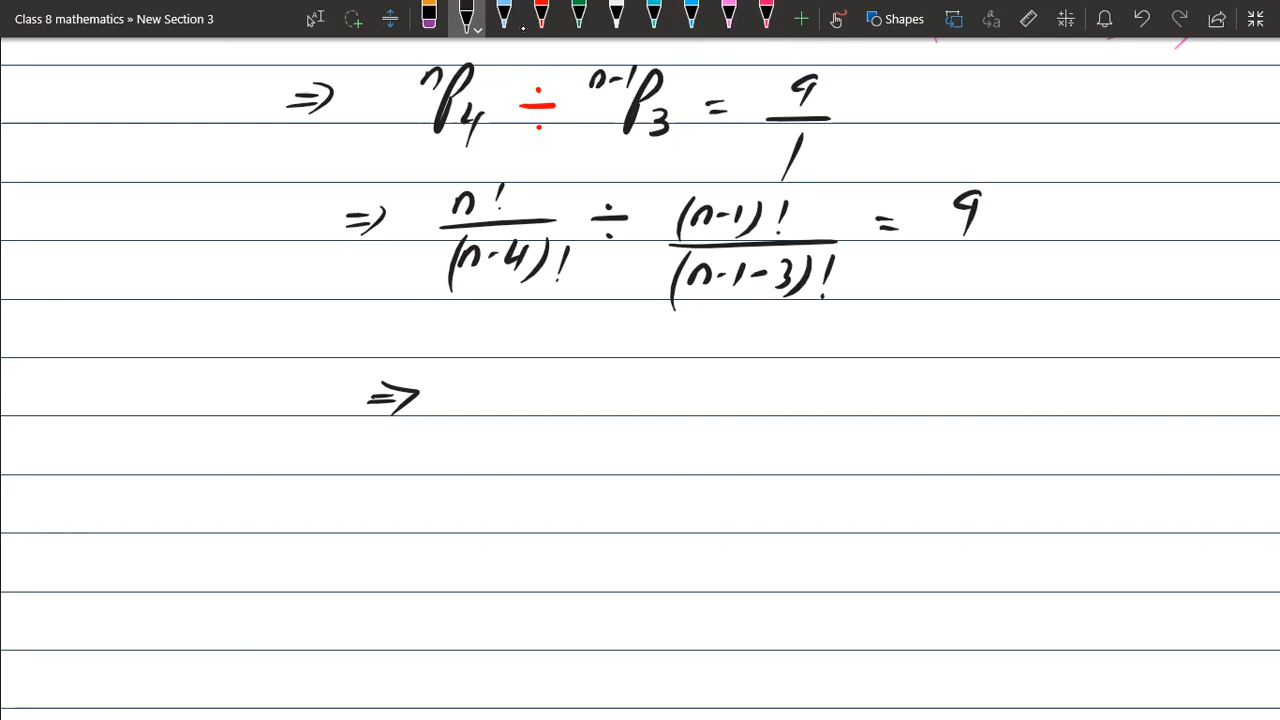 Class 8 mathematics » New Section 3
Shapes
⇒ ⁿP₄ ÷ ⁿ⁻¹P₃ = 9/1
⇒ n!/(n-4)! ÷ (n-1)!/(n-1-3)! = 9
⇒